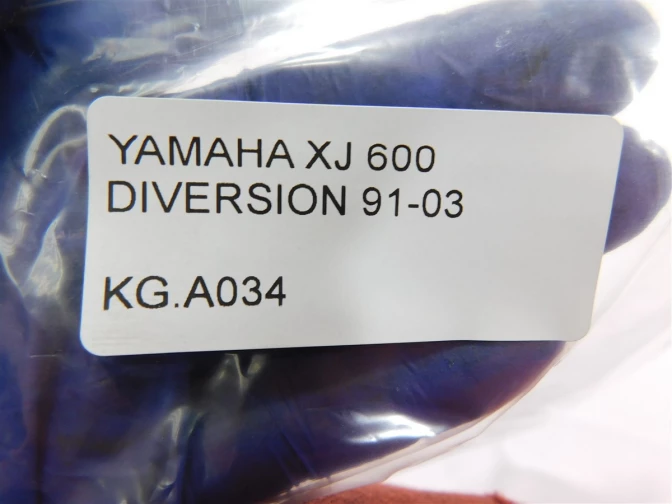 YAMAHA XJ 600
DIVERSION 91-03
KG.A034